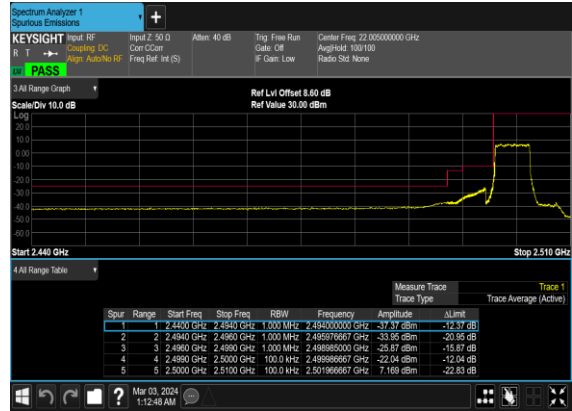 Spectrum Analyzer 1
Spurious Emissions
KEYSIGHT Input: RF Input Z: 50 Ω Atten: 40 dB Trig: Free Run Center Freq: 22.005000000 GHz
R T Coupling: DC Corr CCorr Gate: Off Avg|Hold: 100/100
Align: Auto/No RF Freq Ref: Int (S) IF Gain: Low Radio Std: None
PASS
3 All Range Graph
Ref Lvl Offset 8.60 dB
Scale/Div 10.0 dB Ref Value 30.00 dBm
Log
20.0
10.0
0.00
-10.0
-20.0
-30.0
-40.0
-50.0
-60.0
Start 2.440 GHz Stop 2.510 GHz
4 All Range Table
Measure Trace Trace 1
Trace Type Trace Average (Active)
Spur Range Start Freq Stop Freq RBW Frequency Amplitude ΔLimit
1 1 2.4400 GHz 2.4940 GHz 1.000 MHz 2.494000000 GHz -37.37 dBm -12.37 dB
2 2 2.4940 GHz 2.4960 GHz 1.000 MHz 2.495976667 GHz -33.95 dBm -20.95 dB
3 3 2.4960 GHz 2.4990 GHz 1.000 MHz 2.498985000 GHz -25.87 dBm -15.87 dB
4 4 2.4990 GHz 2.5000 GHz 100.0 kHz 2.499986667 GHz -22.04 dBm -12.04 dB
5 5 2.5000 GHz 2.5100 GHz 100.0 kHz 2.501966667 GHz 7.169 dBm -22.83 dB
? Mar 03, 2024
1:12:48 AM